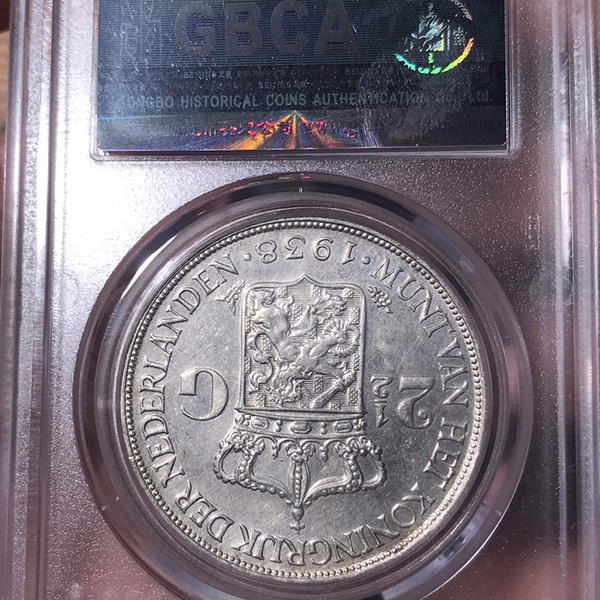 GBCA
GONGBO HISTORICAL COINS AUTHENTICATION Co., Ltd.
MUNT VAN HET KONINGRIJK DER NEDERLANDEN · 1938 ·
2½ G